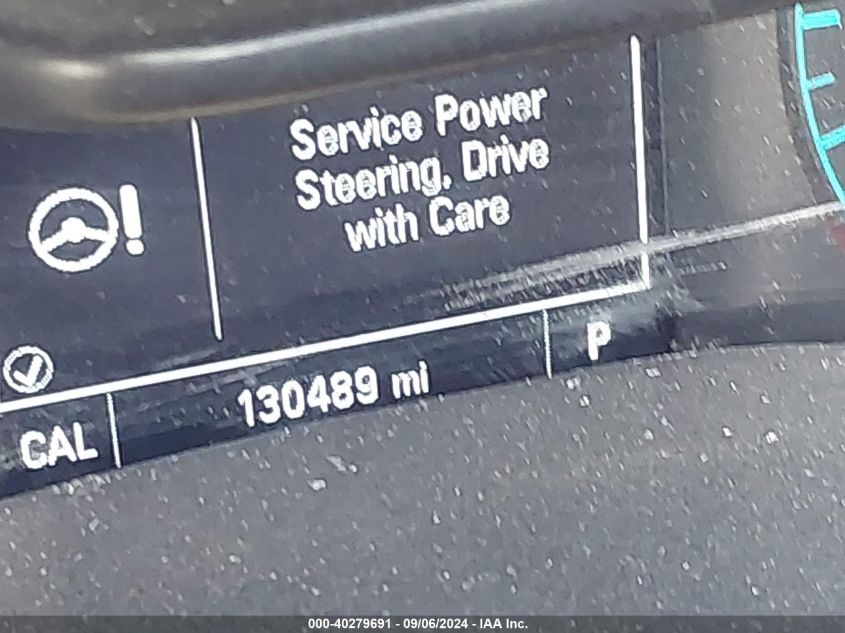 Service Power
Steering, Drive
with Care
CAL
130489 mi
P
000-40279691 - 09/06/2024 - IAA Inc.